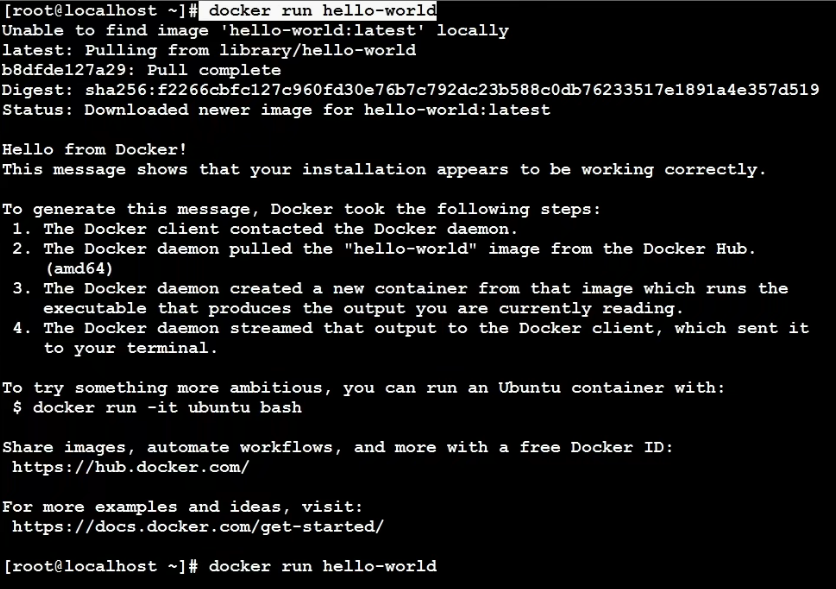 [root@localhost ~]# docker run hello-world
Unable to find image 'hello-world:latest' locally
latest: Pulling from library/hello-world
b8dfde127a29: Pull complete
Digest: sha256:f2266cbfc127c960fd30e76b7c792dc23b588c0db76233517e1891a4e357d519
Status: Downloaded newer image for hello-world:latest
Hello from Docker!
This message shows that your installation appears to be working correctly.
To generate this message, Docker took the following steps:
1. The Docker client contacted the Docker daemon.
2. The Docker daemon pulled the "hello-world" image from the Docker Hub.
(amd64)
3. The Docker daemon created a new container from that image which runs the
executable that produces the output you are currently reading.
4. The Docker daemon streamed that output to the Docker client, which sent it
to your terminal.
To try something more ambitious, you can run an Ubuntu container with:
$ docker run -it ubuntu bash
Share images, automate workflows, and more with a free Docker ID:
https://hub.docker.com/
For more examples and ideas, visit:
https://docs.docker.com/get-started/
[root@localhost ~]# docker run hello-world